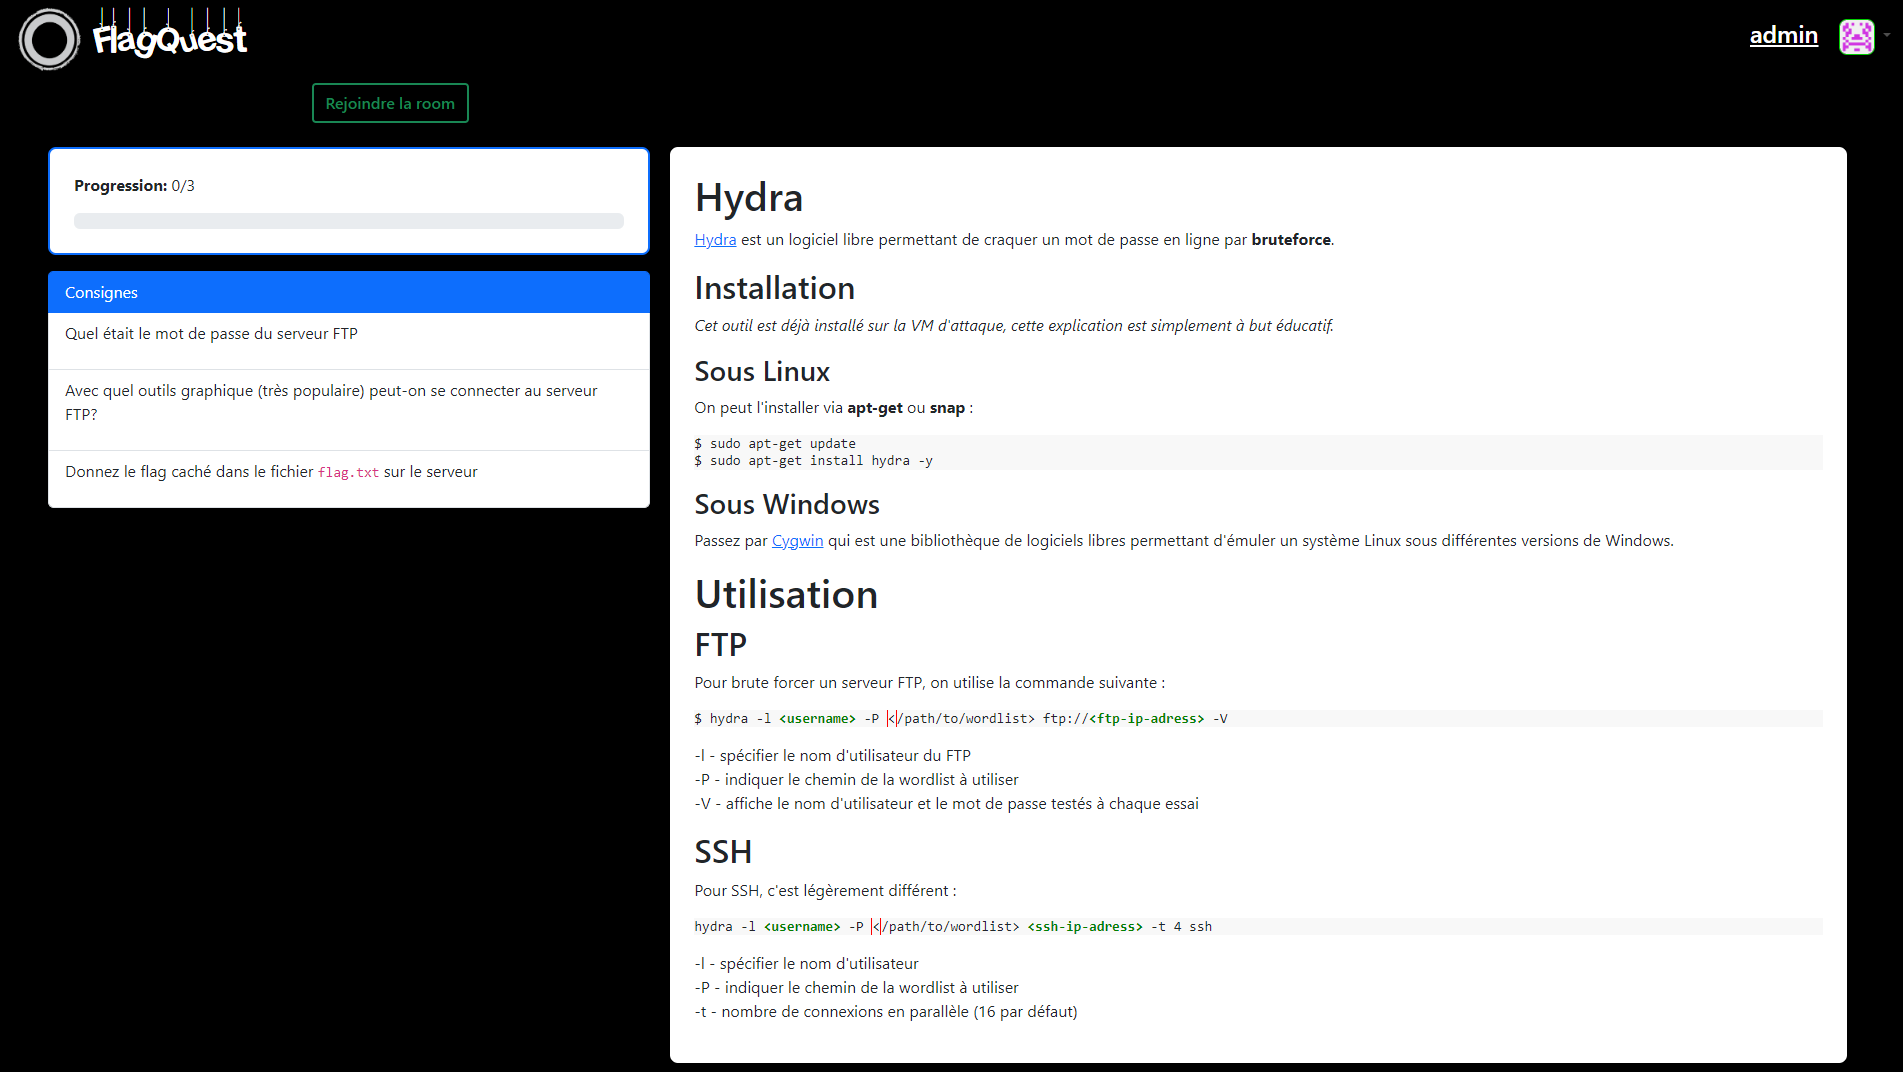 FlagQuest
admin
Rejoindre la room
Progression: 0/3
Consignes
Quel était le mot de passe du serveur FTP
Avec quel outils graphique (très populaire) peut-on se connecter au serveur
FTP?
Donnez le flag caché dans le fichier flag.txt sur le serveur
Hydra
Hydra est un logiciel libre permettant de craquer un mot de passe en ligne par bruteforce.
Installation
Cet outil est déjà installé sur la VM d'attaque, cette explication est simplement à but éducatif.
Sous Linux
On peut l'installer via apt-get ou snap :
$ sudo apt-get update
$ sudo apt-get install hydra -y
Sous Windows
Passez par Cygwin qui est une bibliothèque de logiciels libres permettant d'émuler un système Linux sous différentes versions de Windows.
Utilisation
FTP
Pour brute forcer un serveur FTP, on utilise la commande suivante :
$ hydra -l <username> -P </path/to/wordlist> ftp://<ftp-ip-adress> -V
-l - spécifier le nom d'utilisateur du FTP
-P - indiquer le chemin de la wordlist à utiliser
-V - affiche le nom d'utilisateur et le mot de passe testés à chaque essai
SSH
Pour SSH, c'est légèrement différent :
hydra -l <username> -P </path/to/wordlist> <ssh-ip-adress> -t 4 ssh
-l - spécifier le nom d'utilisateur
-P - indiquer le chemin de la wordlist à utiliser
-t - nombre de connexions en parallèle (16 par défaut)